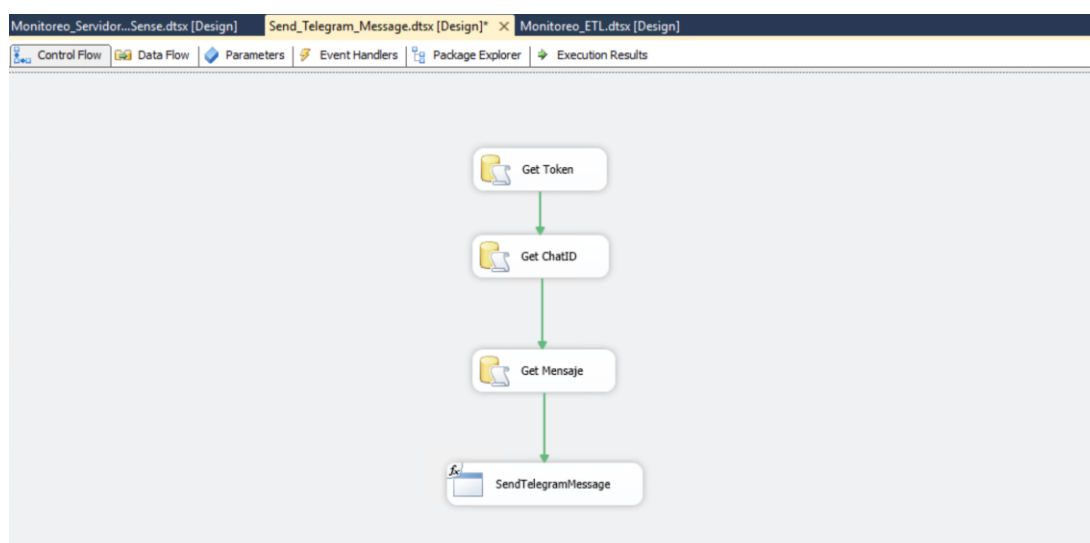 Monitoreo_Servidor...Sense.dtsx [Design] Send_Telegram_Message.dtsx [Design]* Monitoreo_ETL.dtsx [Design]
Control Flow Data Flow Parameters Event Handlers Package Explorer Execution Results
Get Token
Get ChatID
Get Mensaje
fx
SendTelegramMessage